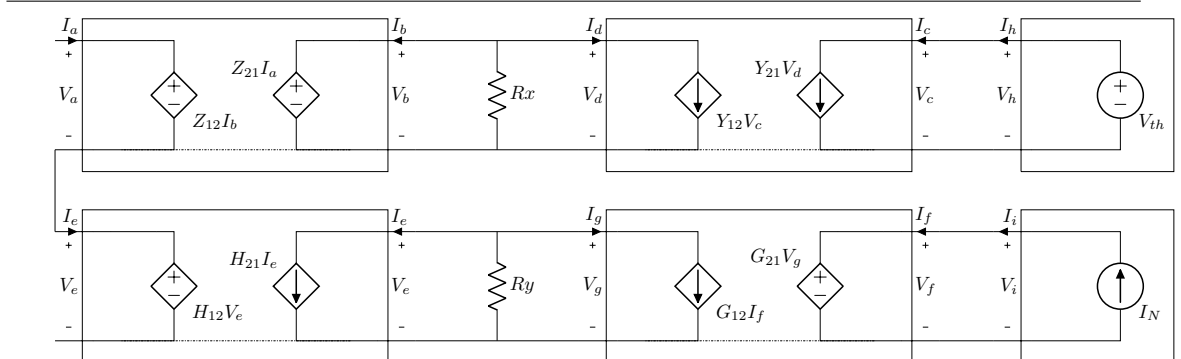 I_a I_b I_d I_c I_h
+ + + + +
Z_{21}I_a Y_{21}V_d
V_a + − + − V_b Rx V_d V_c V_h + −
Z_{12}I_b Y_{12}V_c V_{th}
- - - - -
I_e I_e I_g I_f I_i
+ + + + +
H_{21}I_e G_{21}V_g
V_e + − V_e Ry V_g + − V_f V_i
H_{12}V_e G_{12}I_f I_N
- - - - -